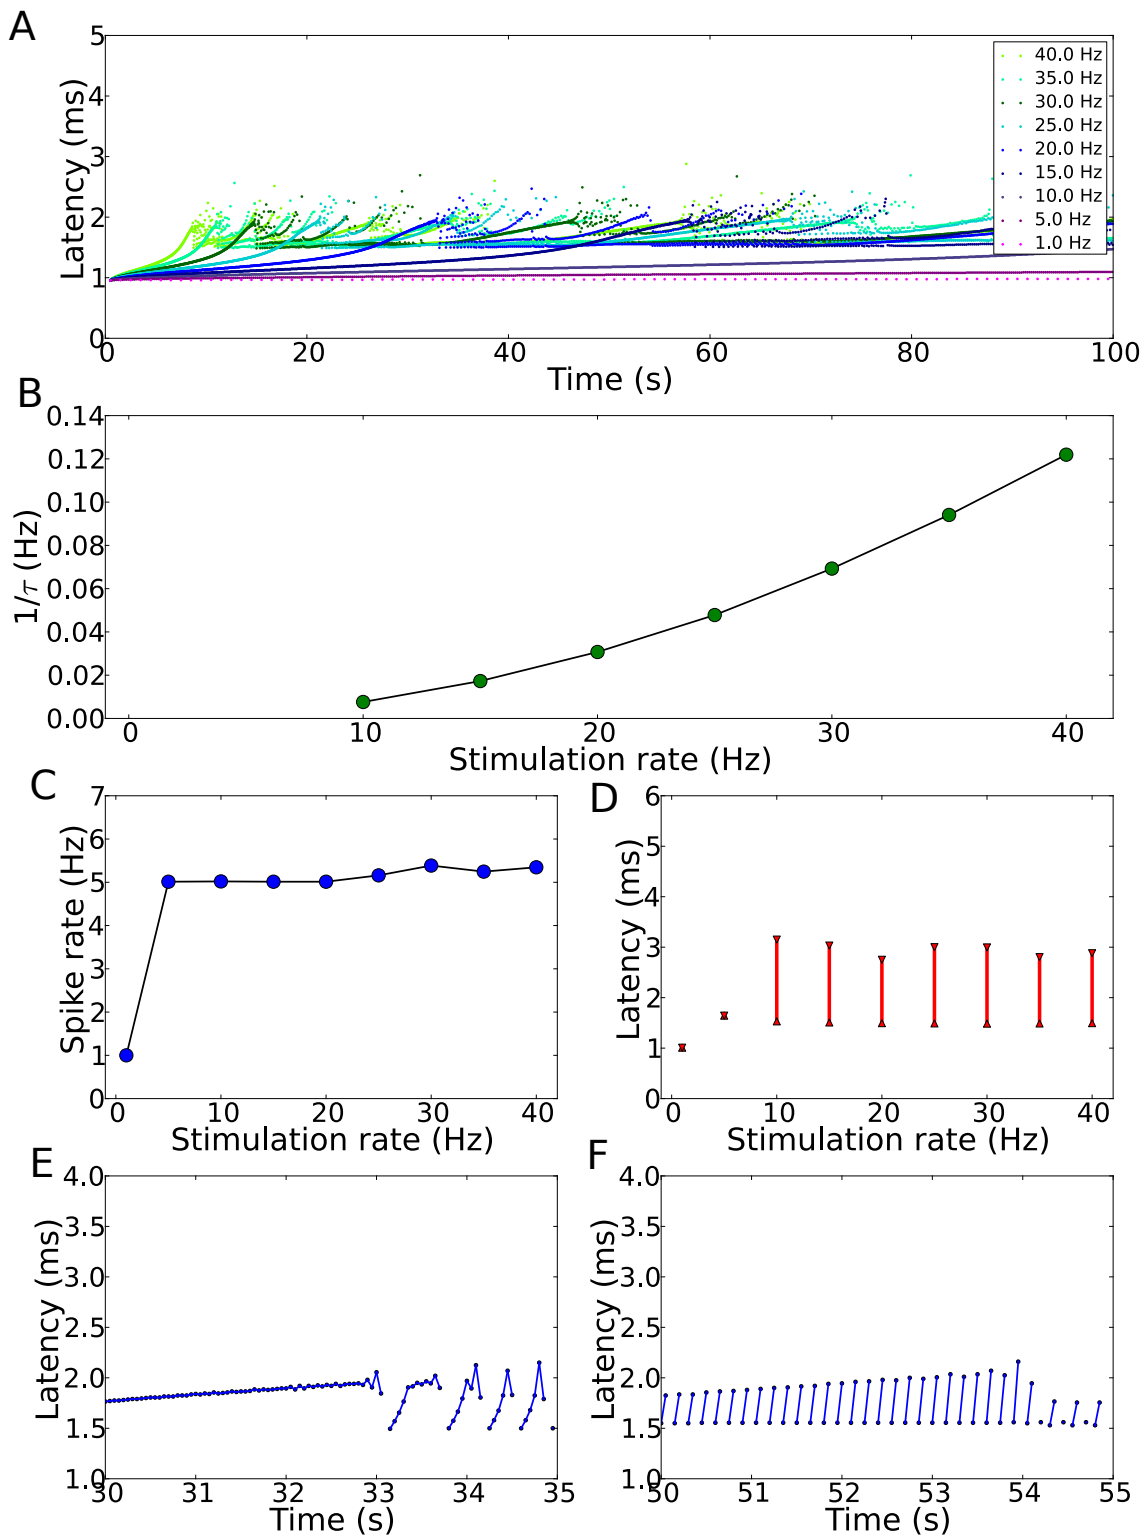 A
5
4
3
2
1
0
Latency (ms)
40.0 Hz
35.0 Hz
30.0 Hz
25.0 Hz
20.0 Hz
15.0 Hz
10.0 Hz
5.0 Hz
1.0 Hz
0 20 40 60 80 100
Time (s)
B
0.14
0.12
0.10
0.08
0.06
0.04
0.02
0.00
1/τ (Hz)
0 10 20 30 40
Stimulation rate (Hz)
C
7
6
5
4
3
2
1
0
Spike rate (Hz)
0 10 20 30 40
Stimulation rate (Hz)
D
6
5
4
3
2
1
0
Latency (ms)
0 10 20 30 40
Stimulation rate (Hz)
E
4.0
3.5
3.0
2.5
2.0
1.5
1.0
Latency (ms)
30 31 32 33 34 35
Time (s)
F
4.0
3.5
3.0
2.5
2.0
1.5
1.0
Latency (ms)
50 51 52 53 54 55
Time (s)